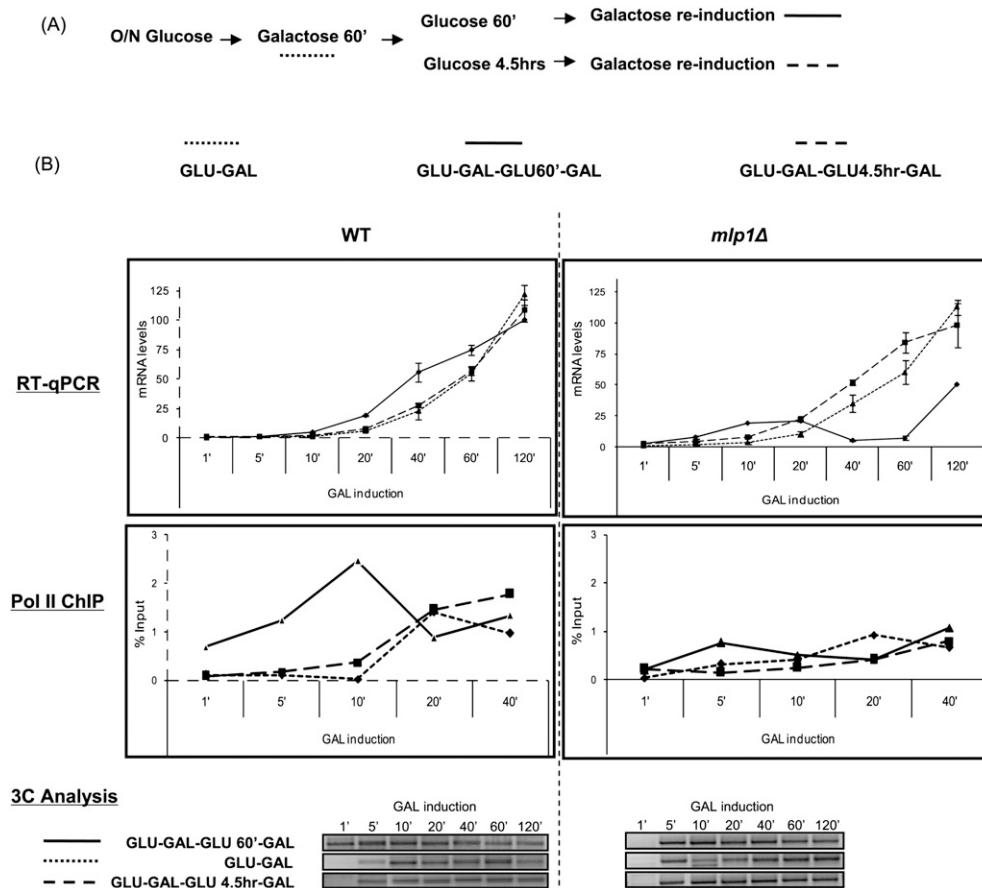 (A)
O/N Glucose → Galactose 60’ → Glucose 60’ → Galactose re-induction
Glucose 4.5hrs → Galactose re-induction
(B)
GLU-GAL GLU-GAL-GLU60’-GAL GLU-GAL-GLU4.5hr-GAL
WT mlp1Δ
RT-qPCR
mRNA levels
125
100
75
50
25
0
1' 5' 10' 20' 40' 60' 120'
GAL induction
mRNA levels
125
100
75
50
25
0
1' 5' 10' 20' 40' 60' 120'
GAL induction
Pol II ChIP
% Input
3
2
1
0
1' 5' 10' 20' 40'
GAL induction
% Input
3
2
1
0
1' 5' 10' 20' 40'
GAL induction
3C Analysis
GAL induction
1' 5' 10' 20' 40' 60' 120'
GAL induction
1' 5' 10' 20' 40' 60' 120'
GLU-GAL-GLU 60’-GAL
GLU-GAL
GLU-GAL-GLU 4.5hr-GAL